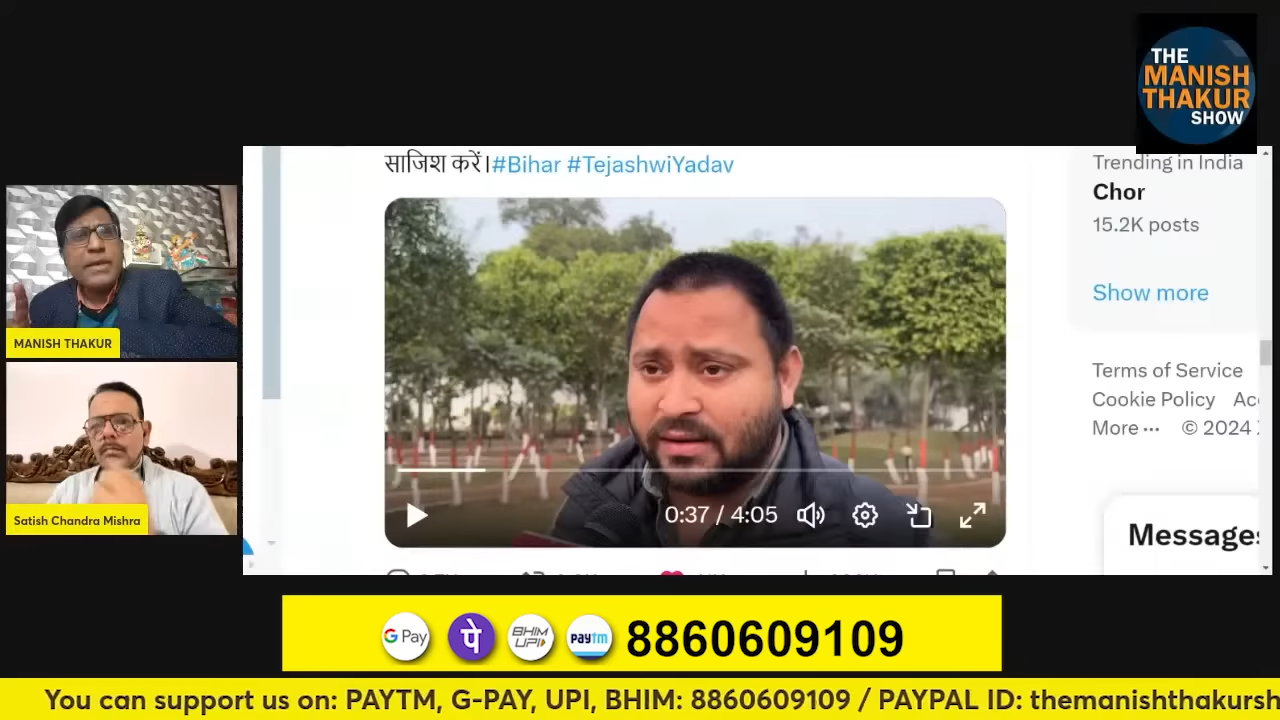 THE
MANISH
THAKUR
SHOW
साजिश करें।#Bihar #TejashwiYadav
Trending in India
Chor
15.2K posts
Show more
Terms of Service
Cookie Policy
More ··· © 2024
Messages
0:37 / 4:05
MANISH THAKUR
Satish Chandra Mishra
G Pay पे BHIM UPI paytm 8860609109
You can support us on: PAYTM, G-PAY, UPI, BHIM: 8860609109 / PAYPAL ID: themanishthakursh